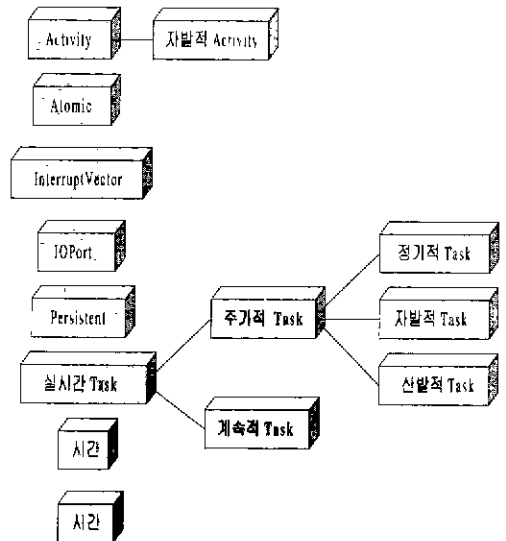 Activity
자발적 Activity
Atomic
InterruptVector
IOPort
정기적 Task
Persistent
주기적 Task
자발적 Task
실시간 Task
산발적 Task
계속적 Task
시간
시간